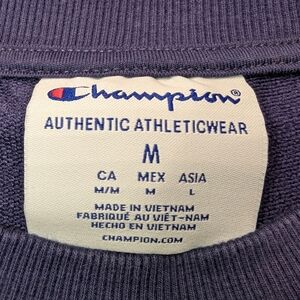 Champion®
AUTHENTIC ATHLETICWEAR
M
CA MEX ASIA
M/M M L
MADE IN VIETNAM
FABRIQUÉ AU VIÊT-NAM
HECHO EN VIETNAM
CHAMPION.COM